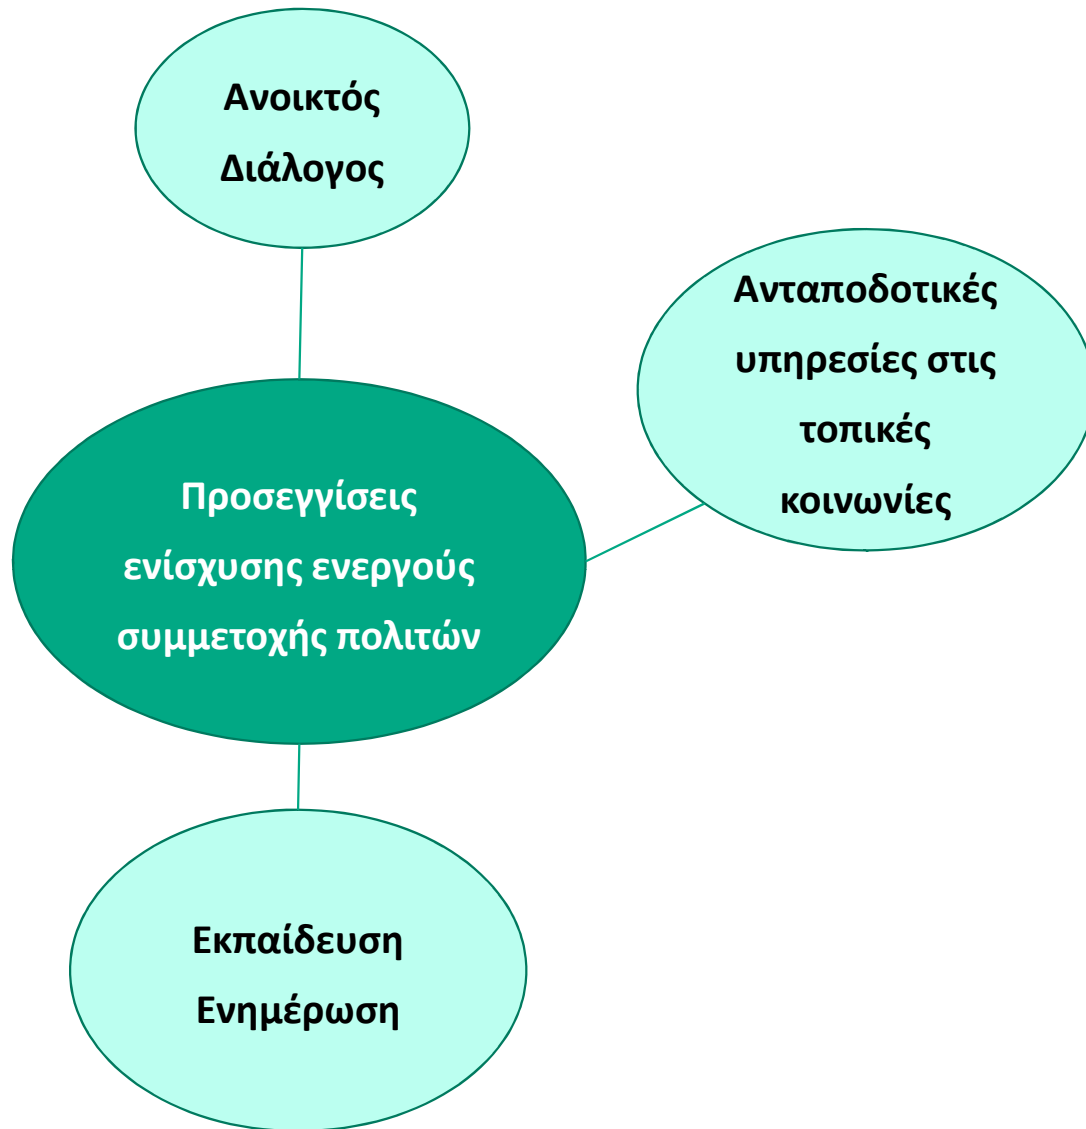 Ανοικτός
Διάλογος
Ανταποδοτικές
υπηρεσίες στις
τοπικές
κοινωνίες
Προσεγγίσεις
ενίσχυσης ενεργούς
συμμετοχής πολιτών
Εκπαίδευση
Ενημέρωση